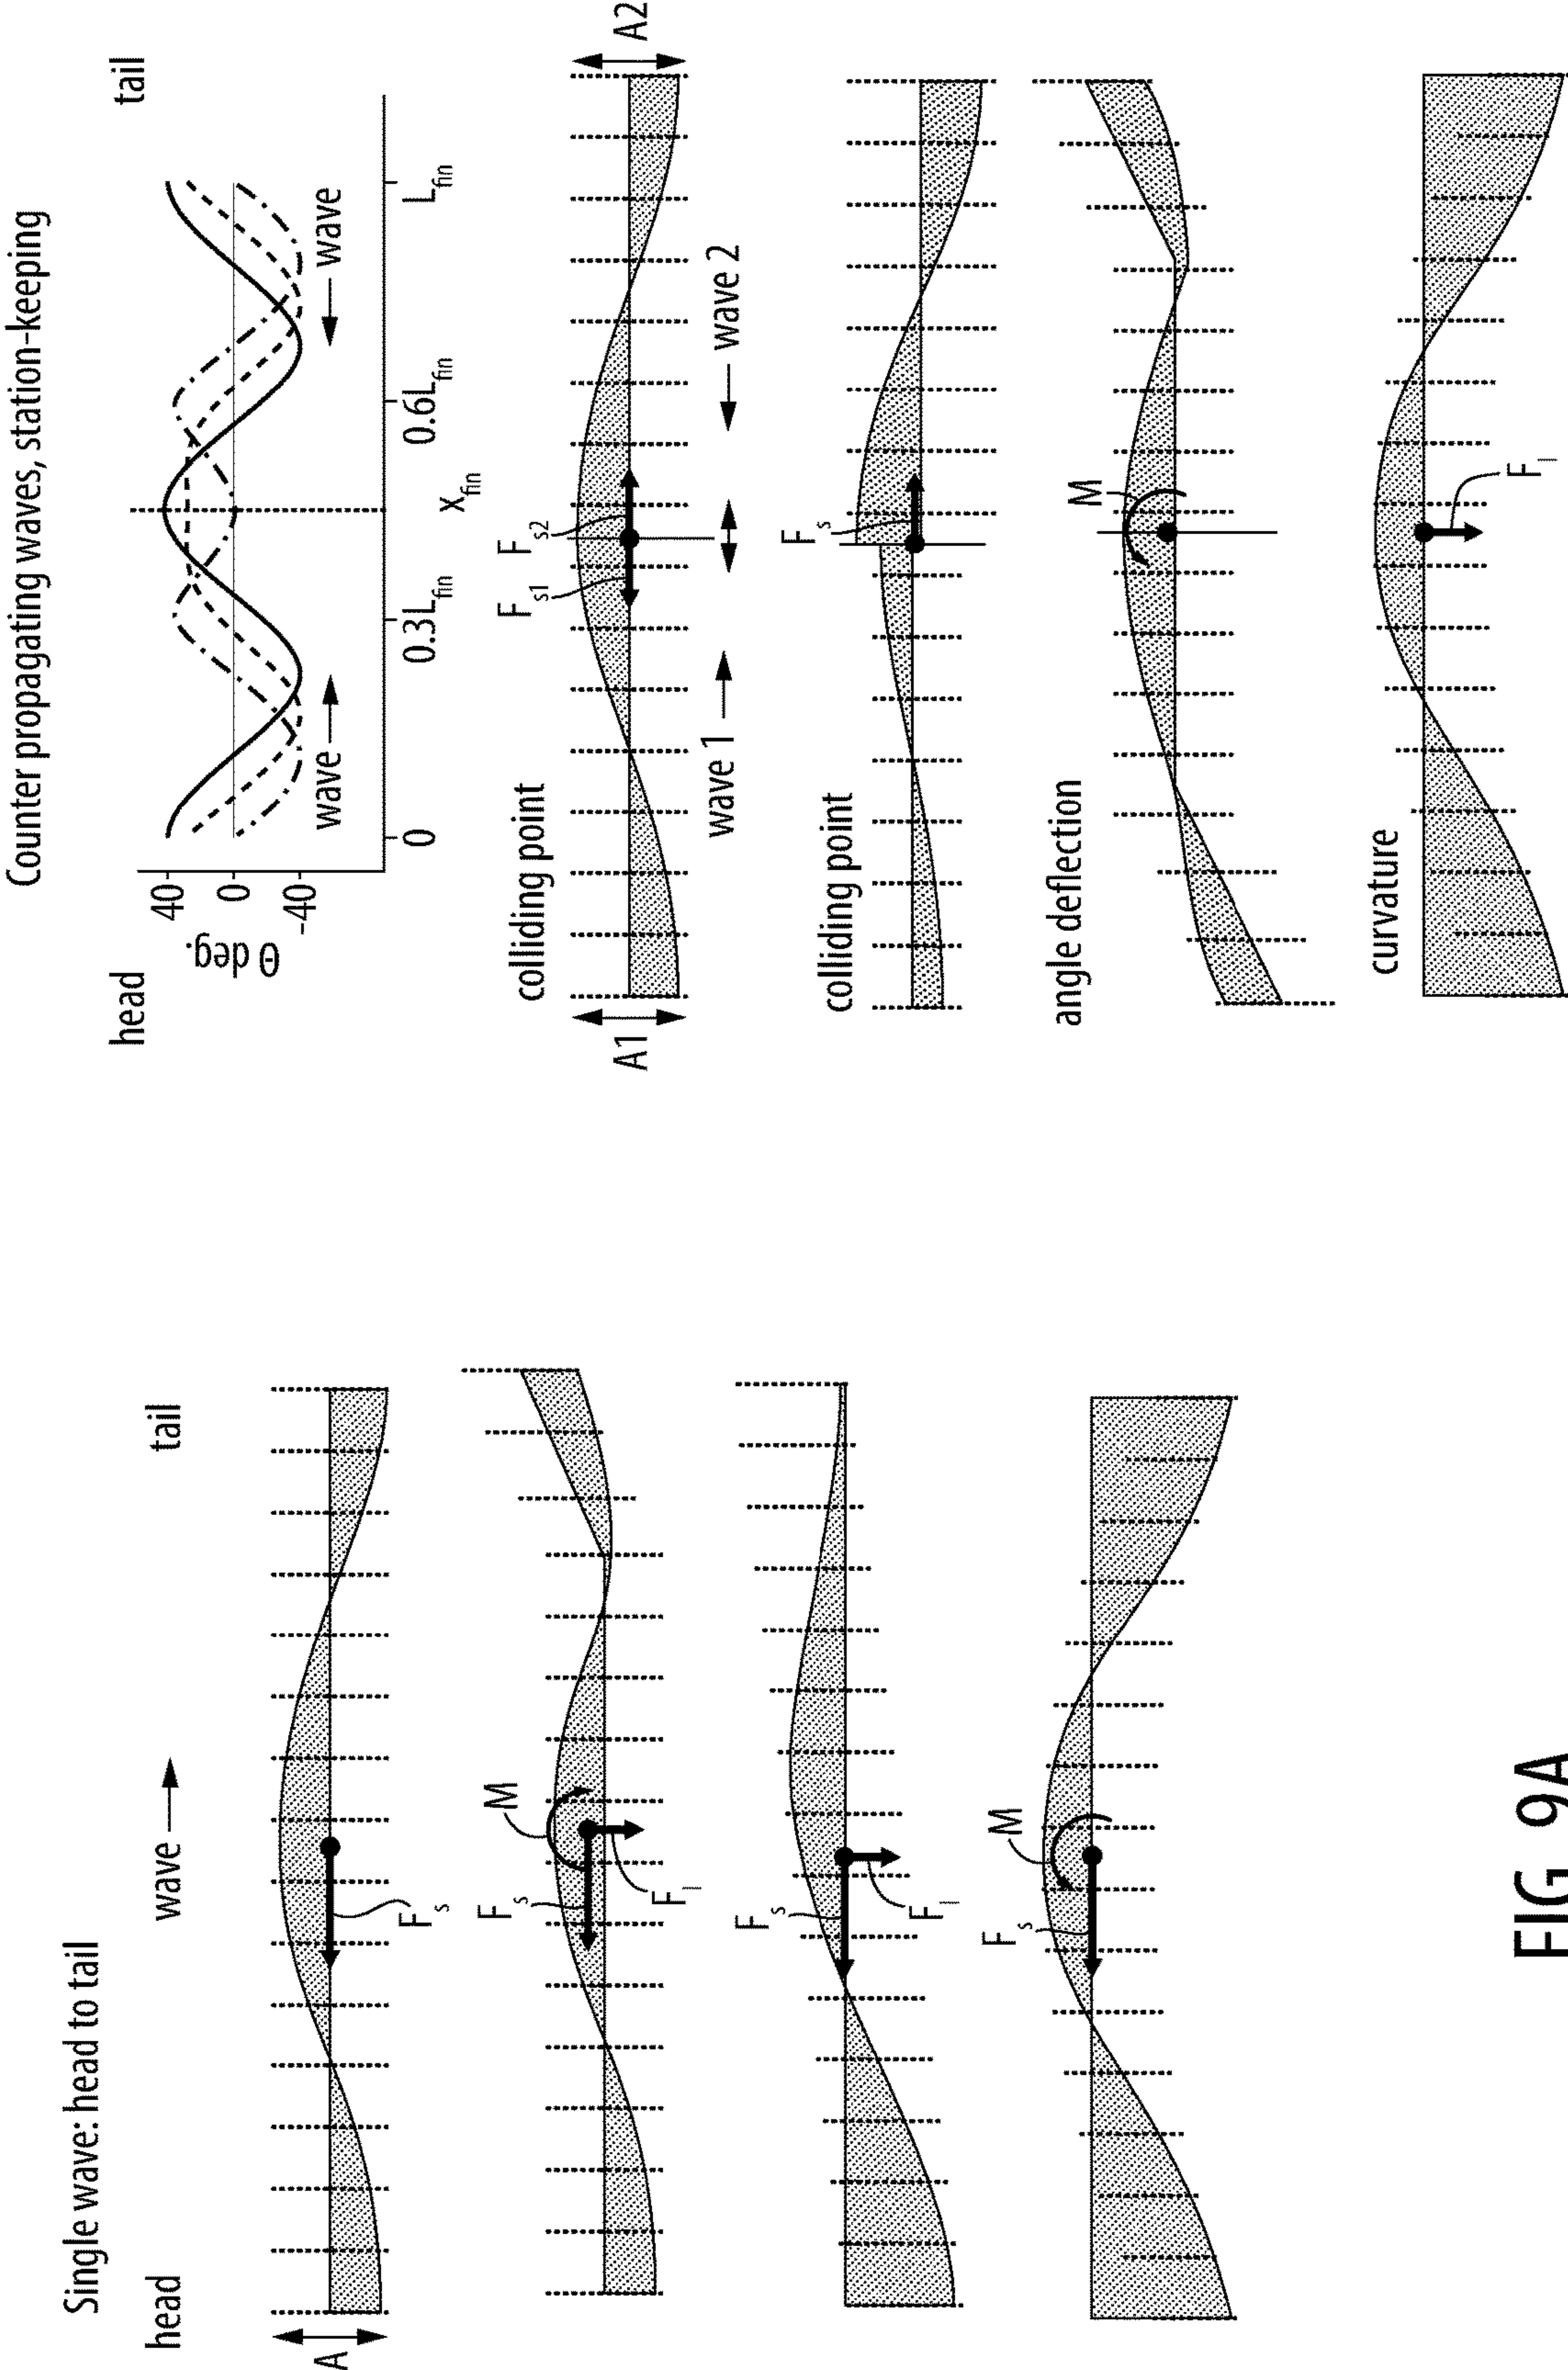 Single wave: head to tail
head
wave
tail
A
F_s
M
F_s
F_l
F_s
F_l
M
F_s
Counter propagating waves, station-keeping
head
tail
θ deg.
40
0
-40
wave
wave
0
0.3L_fin
0.6L_fin
L_fin
x_fin
colliding point
F_s1
F_s2
A1
A2
wave 1
wave 2
colliding point
F_s
angle deflection
M
curvature
F_l
FIG 9A